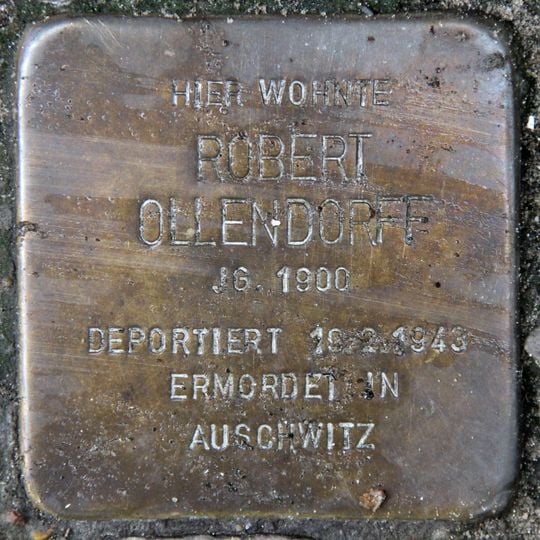 HIER WOHNTE
ROBERT
OLLENDORFF
JG. 1900
DEPORTIERT 19.2.1943
ERMORDET IN
AUSCHWITZ